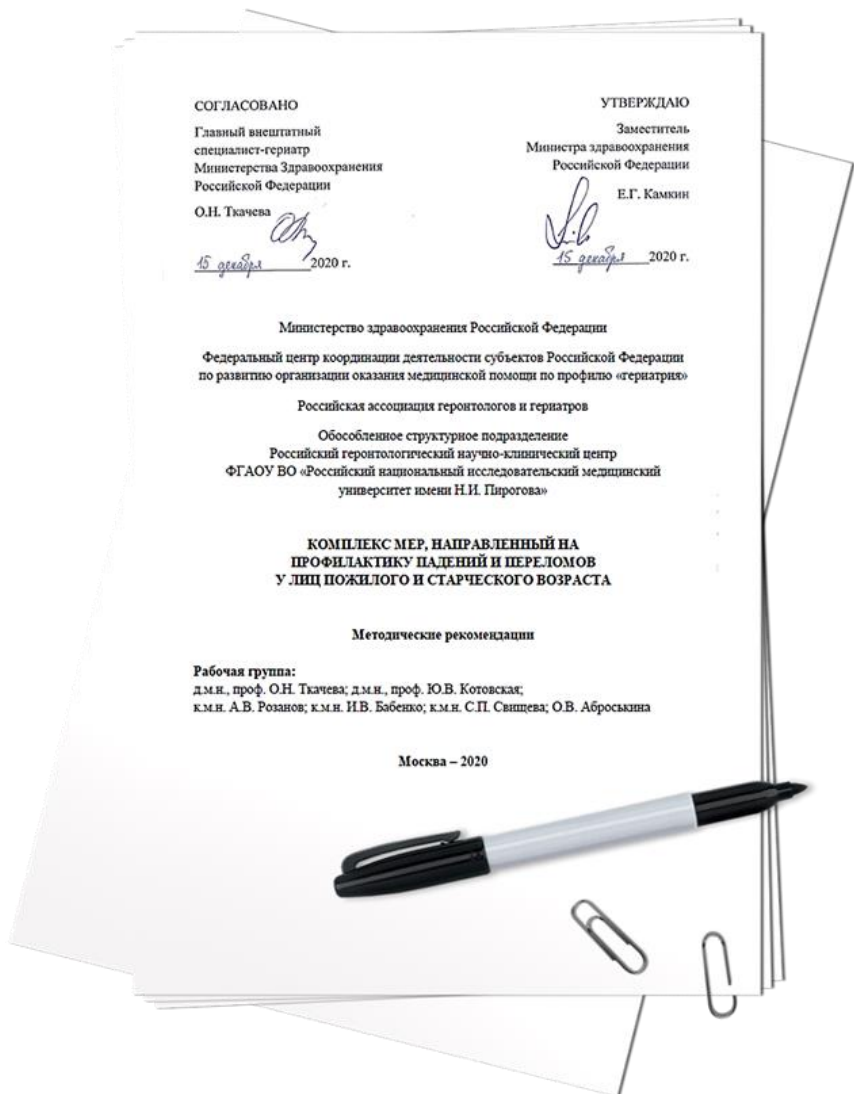 СОГЛАСОВАНО
Главный внештатный
специалист-гериатр
Министерства Здравоохранения
Российской Федерации
О.Н. Ткачева
15 декабря 2020 г.
УТВЕРЖДАЮ
Заместитель
Министра здравоохранения
Российской Федерации
Е.Г. Камкин
15 декабря 2020 г.
Министерство здравоохранения Российской Федерации
Федеральный центр координации деятельности субъектов Российской Федерации
по развитию организации оказания медицинской помощи по профилю «гериатрия»
Российская ассоциация геронтологов и гериатров
Обособленное структурное подразделение
Российский геронтологический научно-клинический центр
ФГАОУ ВО «Российский национальный исследовательский медицинский
университет имени Н.И. Пирогова»
КОМПЛЕКС МЕР, НАПРАВЛЕННЫЙ НА
ПРОФИЛАКТИКУ ПАДЕНИЙ И ПЕРЕЛОМОВ
У ЛИЦ ПОЖИЛОГО И СТАРЧЕСКОГО ВОЗРАСТА
Методические рекомендации
Рабочая группа:
д.м.н., проф. О.Н. Ткачева; д.м.н., проф. Ю.В. Котовская;
к.м.н. А.В. Розанов; к.м.н. И.В. Бабенко; к.м.н. С.П. Свищева; О.В. Аброськина
Москва – 2020